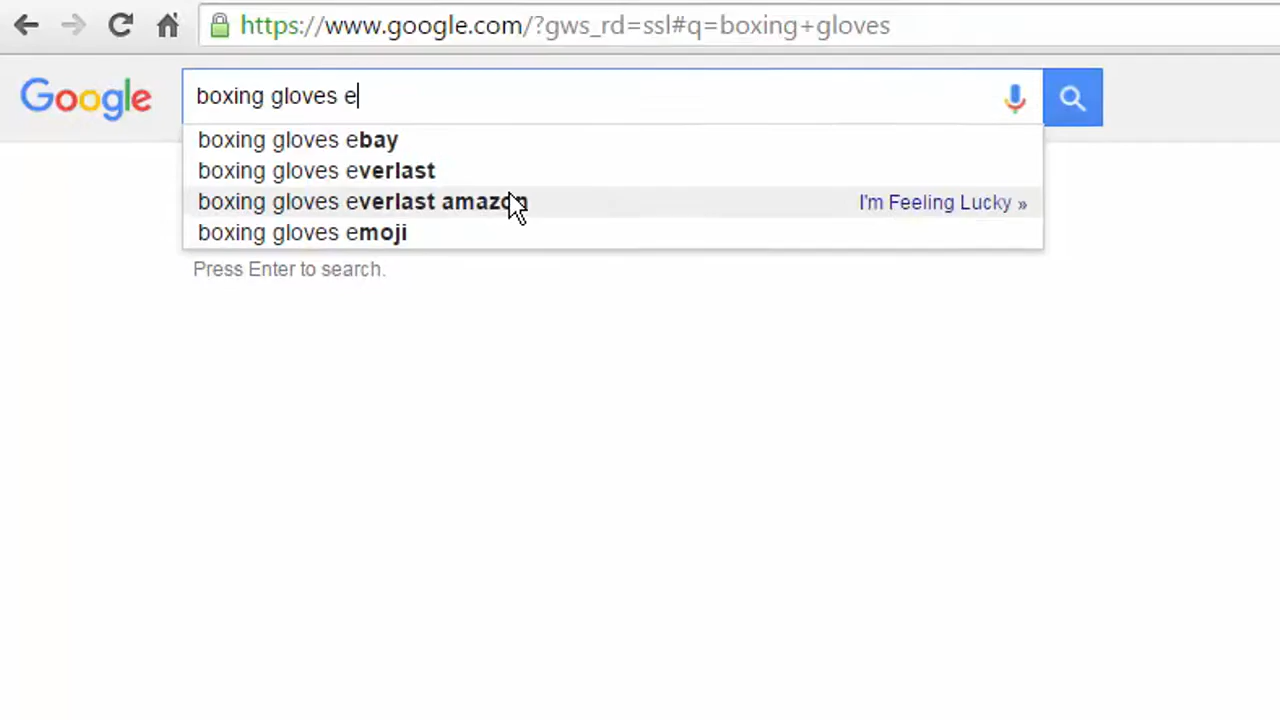 https://www.google.com/?gws_rd=ssl#q=boxing+gloves
Google
boxing gloves e
boxing gloves ebay
boxing gloves everlast
boxing gloves everlast amazon I'm Feeling Lucky »
boxing gloves emoji
Press Enter to search.